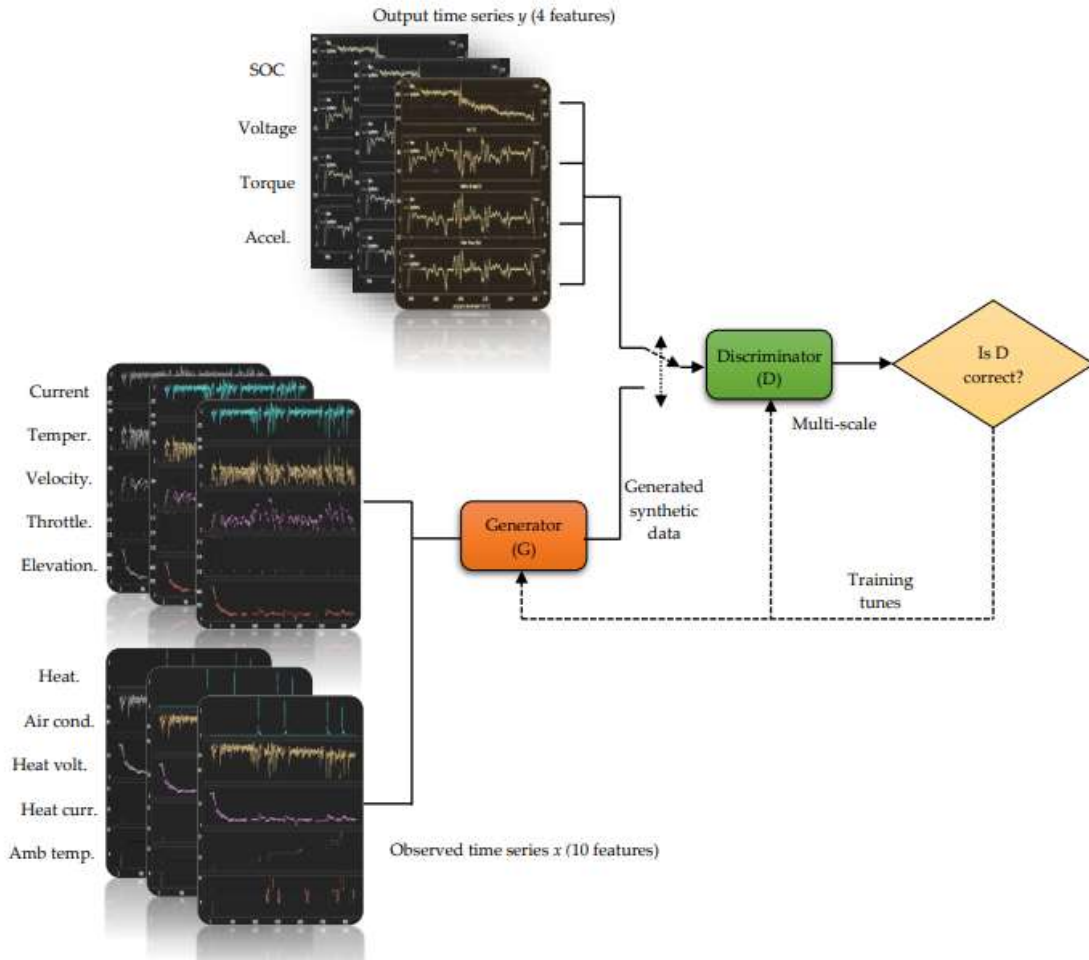 Output time series y (4 features)
SOC
Voltage
Torque
Accel.
Current
Temper.
Velocity.
Throttle.
Elevation.
Heat.
Air cond.
Heat volt.
Heat curr.
Amb temp.
Observed time series x (10 features)
Generator
(G)
Generated
synthetic
data
Discriminator
(D)
Multi-scale
Is D
correct?
Training
tunes